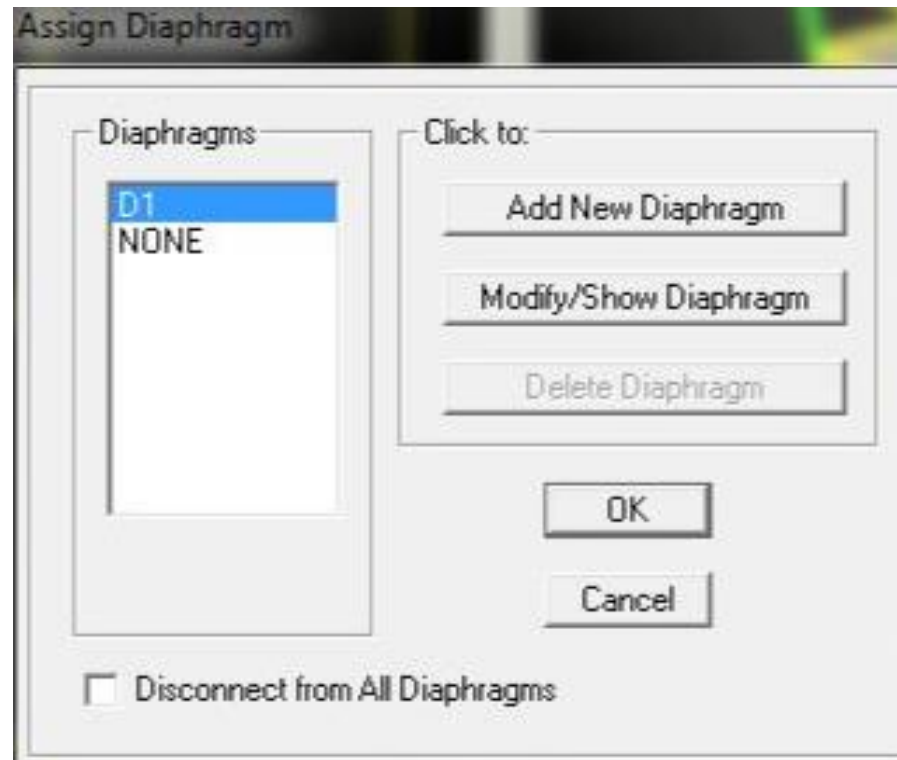 Assign Diaphragm
Diaphragms
D1
NONE
Click to:
Add New Diaphragm
Modify/Show Diaphragm
Delete Diaphragm
OK
Cancel
Disconnect from All Diaphragms